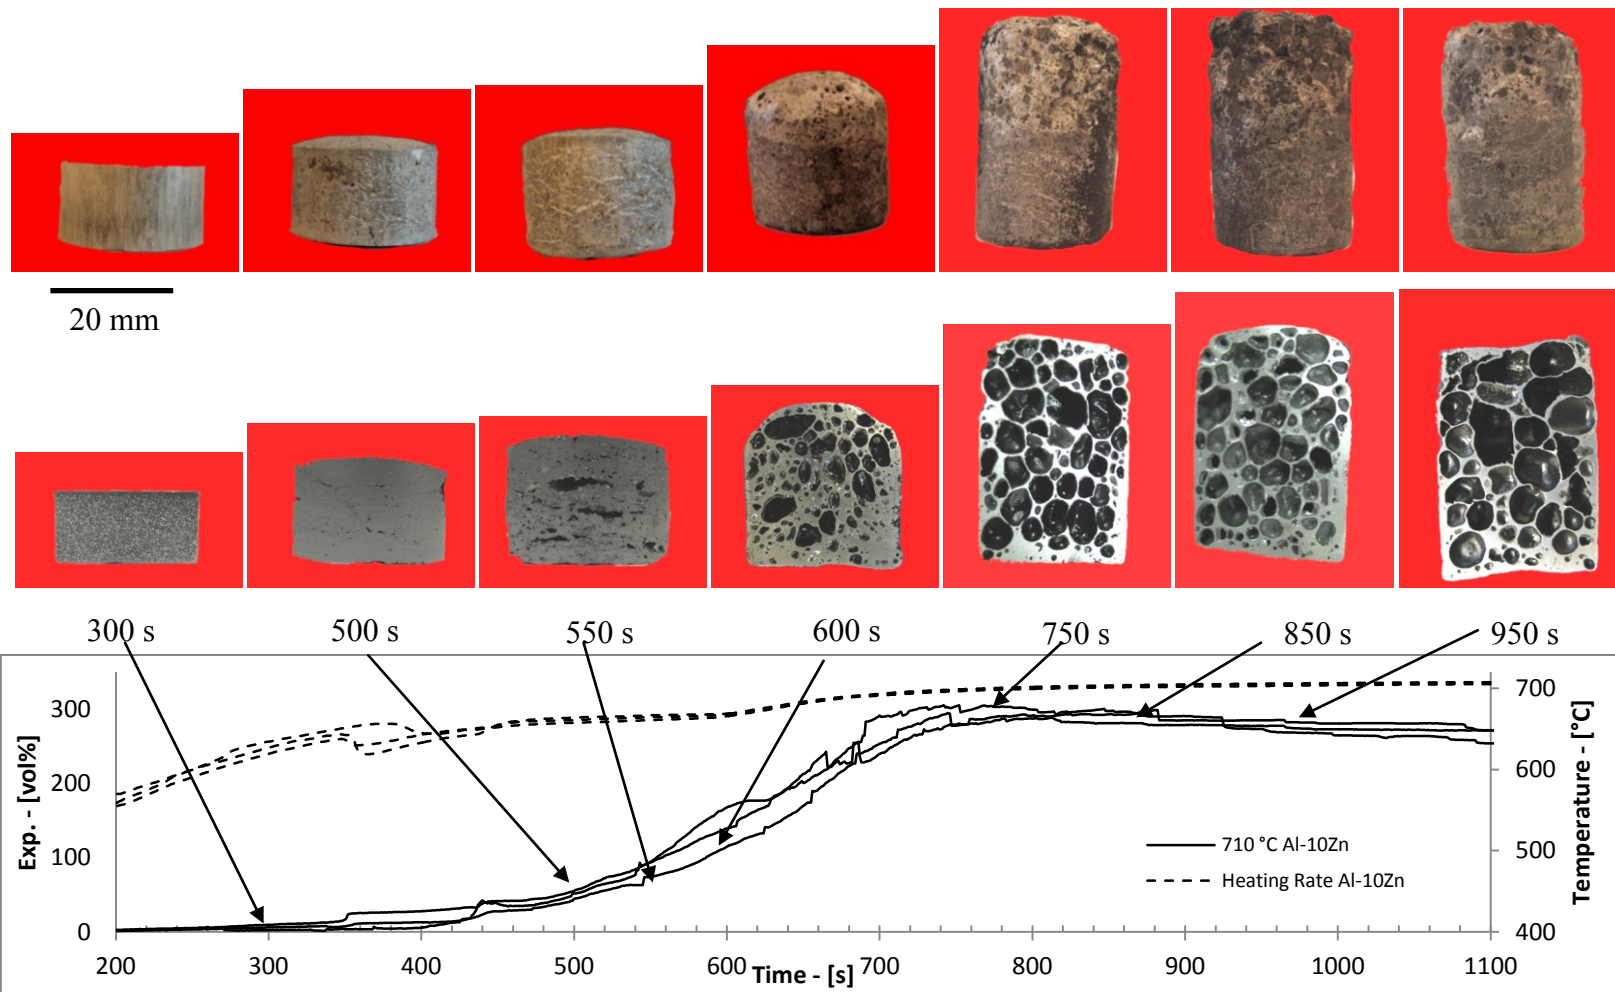 20 mm
300 s
500 s
550 s
600 s
750 s
850 s
950 s
Exp. - [vol%]
300
200
100
0
700
600
500
400
Temperature - [°C]
710 °C Al-10Zn
Heating Rate Al-10Zn
200
300
400
500
600
700
800
900
1000
1100
Time - [s]